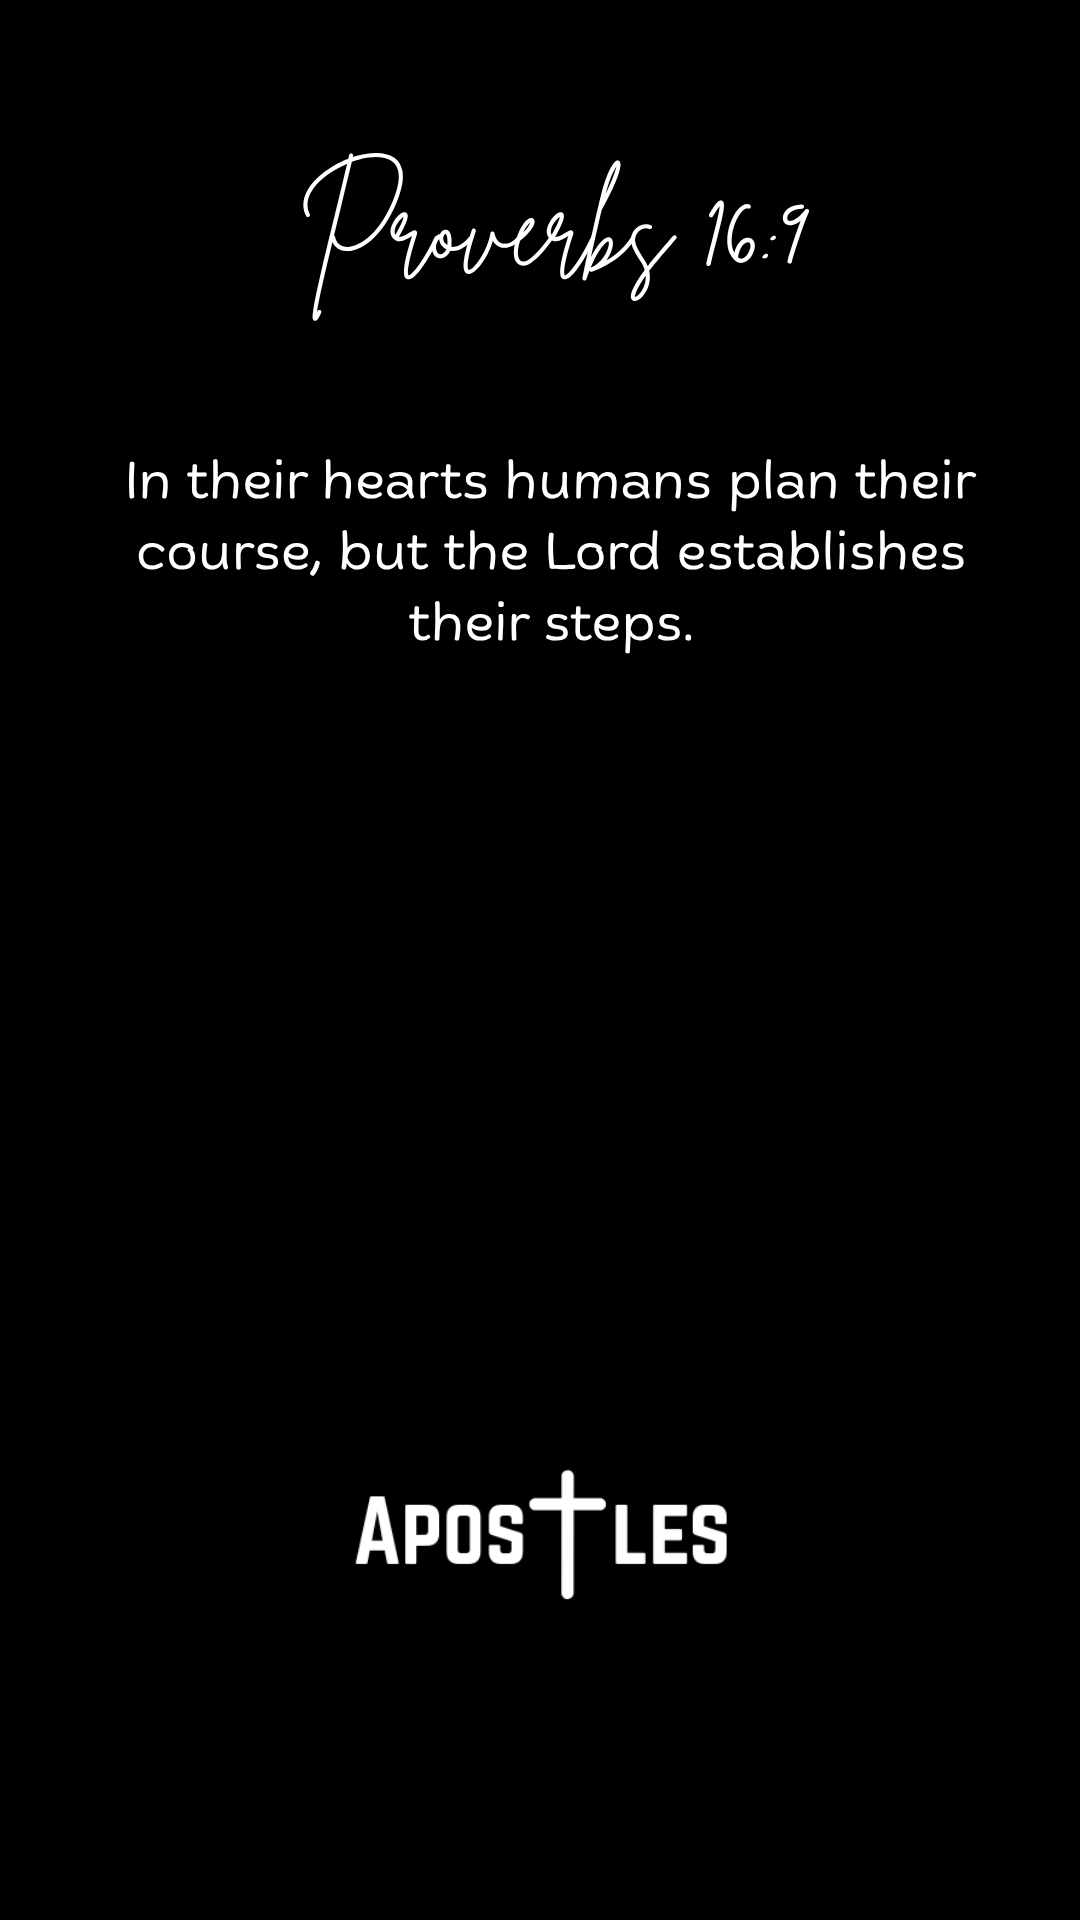 Proverbs 16:9
In their hearts humans plan their
course, but the Lord establishes
their steps.
APOSTLES